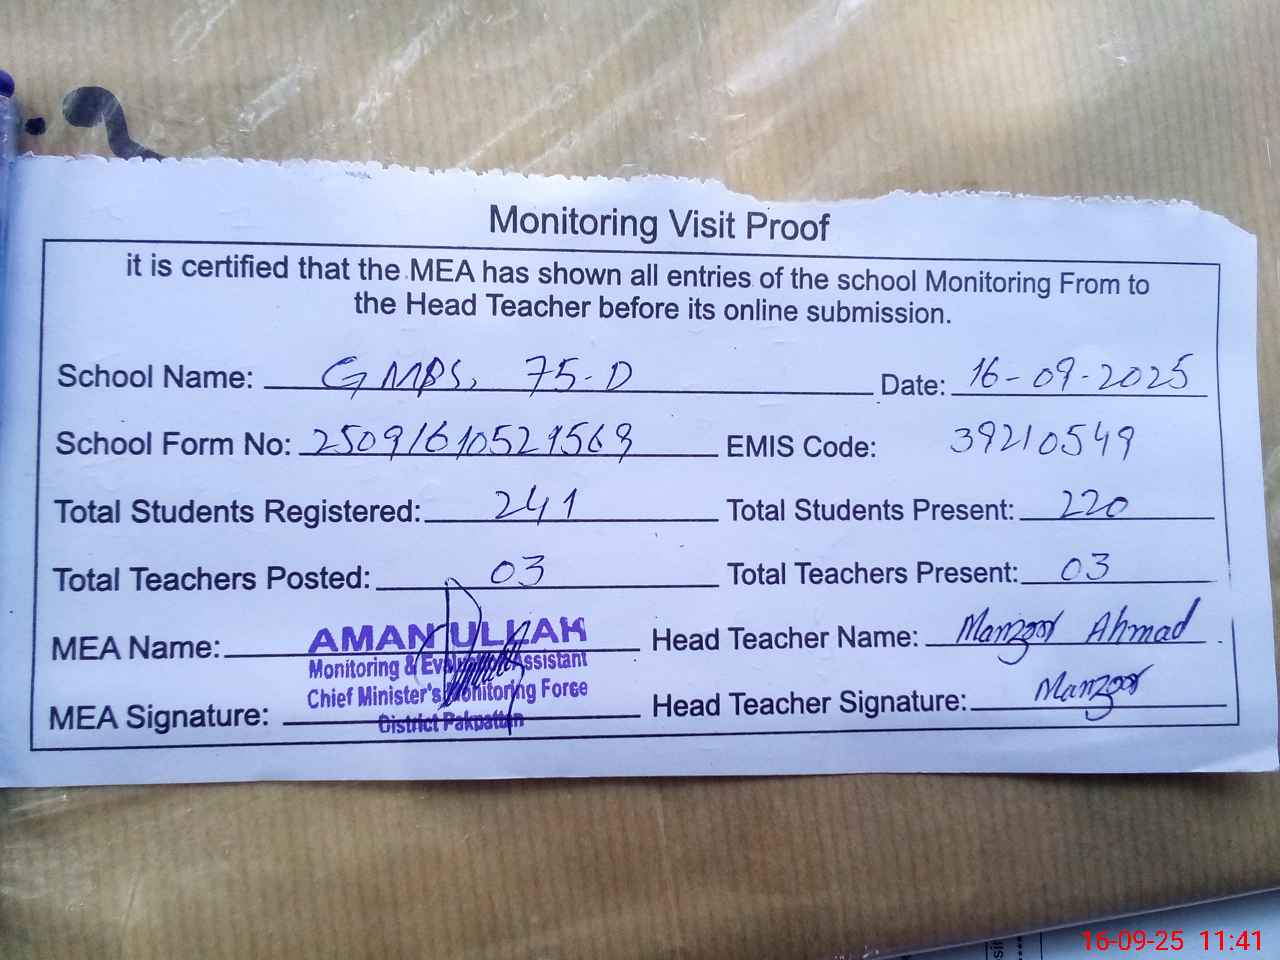 Monitoring Visit Proof
it is certified that the MEA has shown all entries of the school Monitoring From to
the Head Teacher before its online submission.
School Name: GMPS, 75-D Date: 16-09-2025
School Form No: 25091610521569 EMIS Code: 39210549
Total Students Registered: 241 Total Students Present: 220
Total Teachers Posted: 03 Total Teachers Present: 03
MEA Name: AMAN ULLAH Head Teacher Name: Manzoor Ahmad
Monitoring & Evaluation Assistant
Chief Minister's Monitoring Force
MEA Signature: Head Teacher Signature: Manzoor
District Pakpattan
16-09-25 11:41